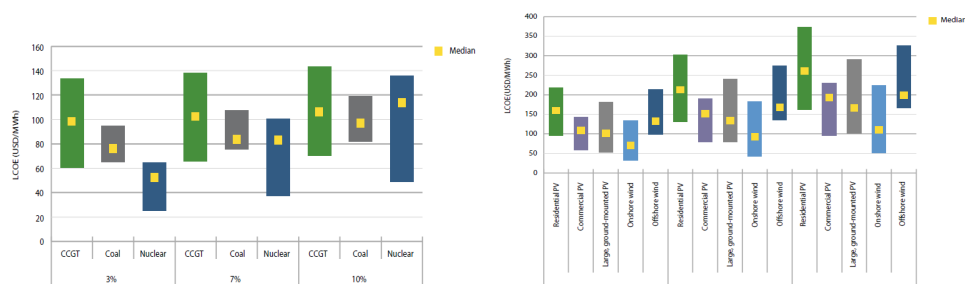 160
140
120
100
80
60
40
20
0
LCOE (USD/MWh)
Median
CCGT Coal Nuclear CCGT Coal Nuclear CCGT Coal Nuclear
3% 7% 10%
400
350
300
250
200
150
100
50
0
LCOE(USD/MWh)
Median
Residential PV
Commercial PV
Large, ground-mounted PV
Onshore wind
Offshore wind
Residential PV
Commercial PV
Large, ground-mounted PV
Onshore wind
Offshore wind
Residential PV
Commercial PV
Large, ground-mounted PV
Onshore wind
Offshore wind